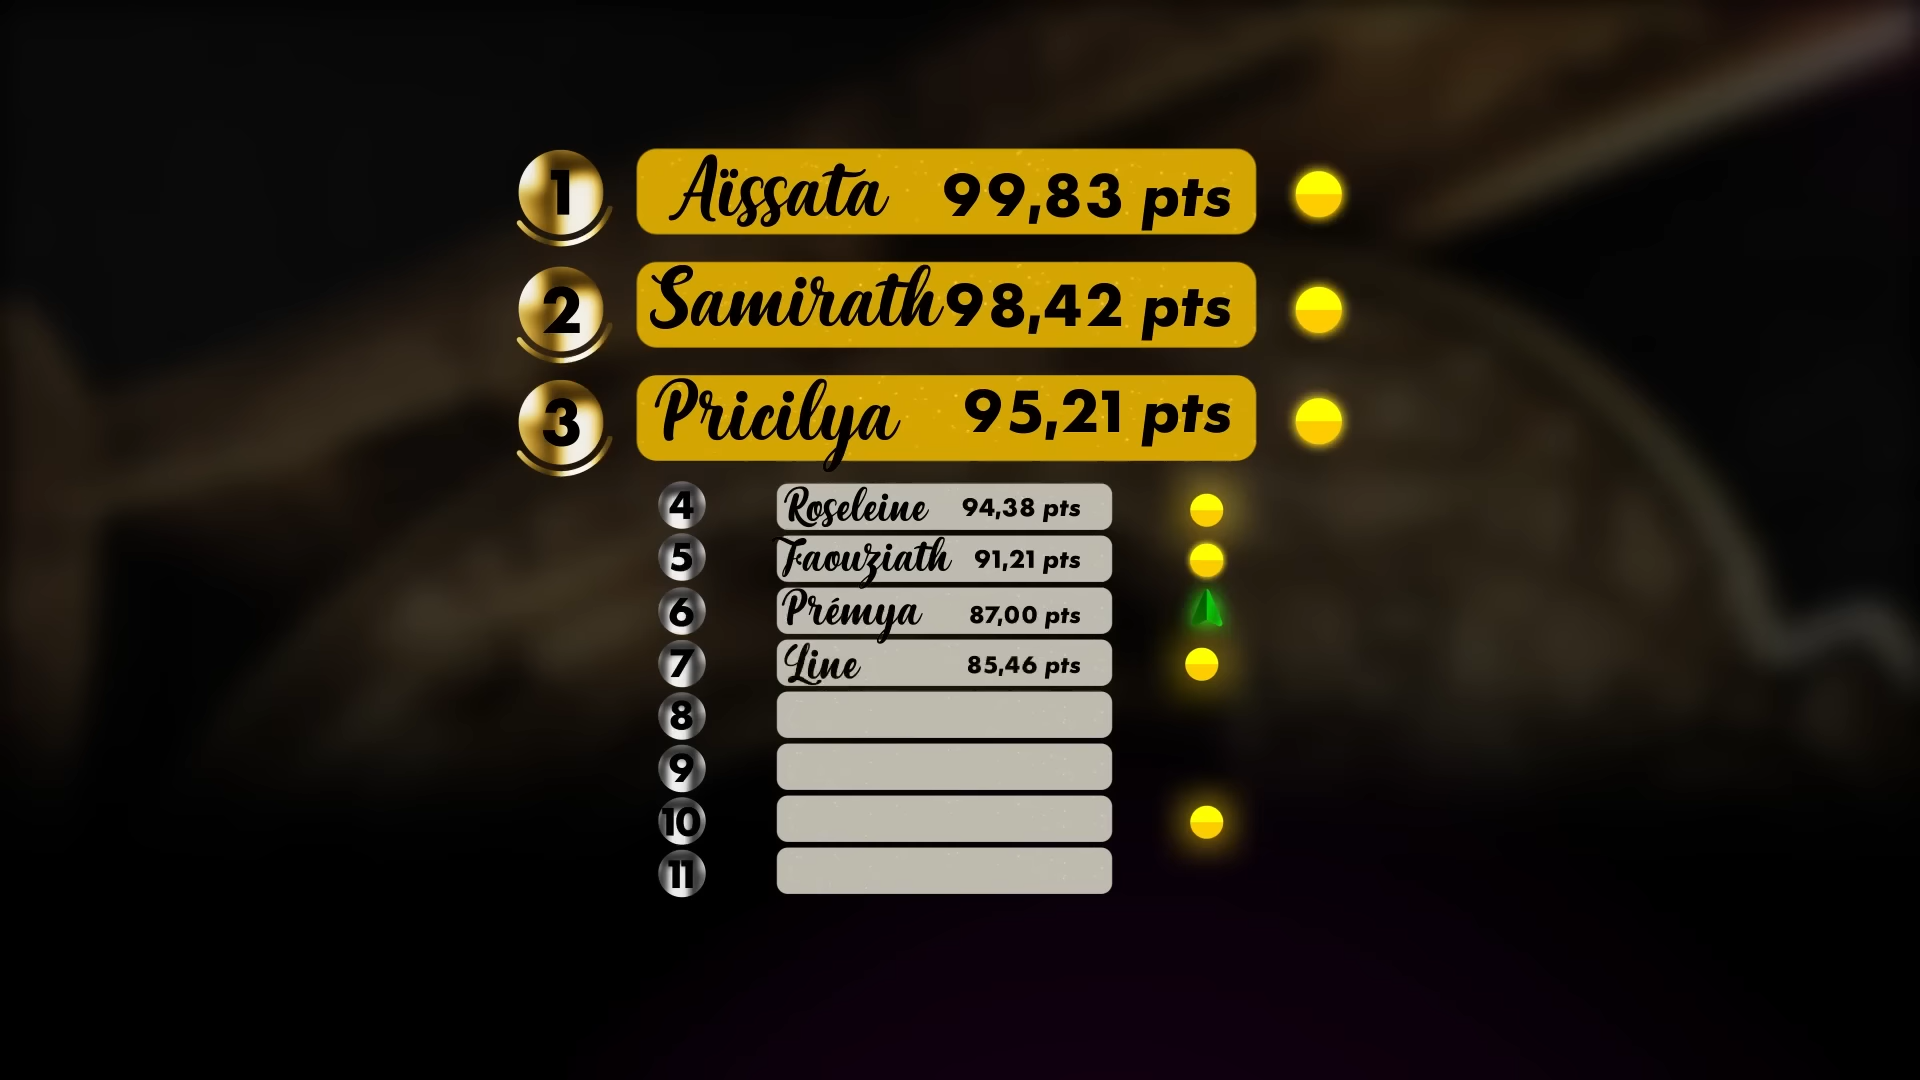 1 Aïssata 99,83 pts
2 Samirath 98,42 pts
3 Pricilya 95,21 pts
4 Roseleine 94,38 pts
5 Faouziath 91,21 pts
6 Prémya 87,00 pts
7 Line 85,46 pts
8
9
10
11